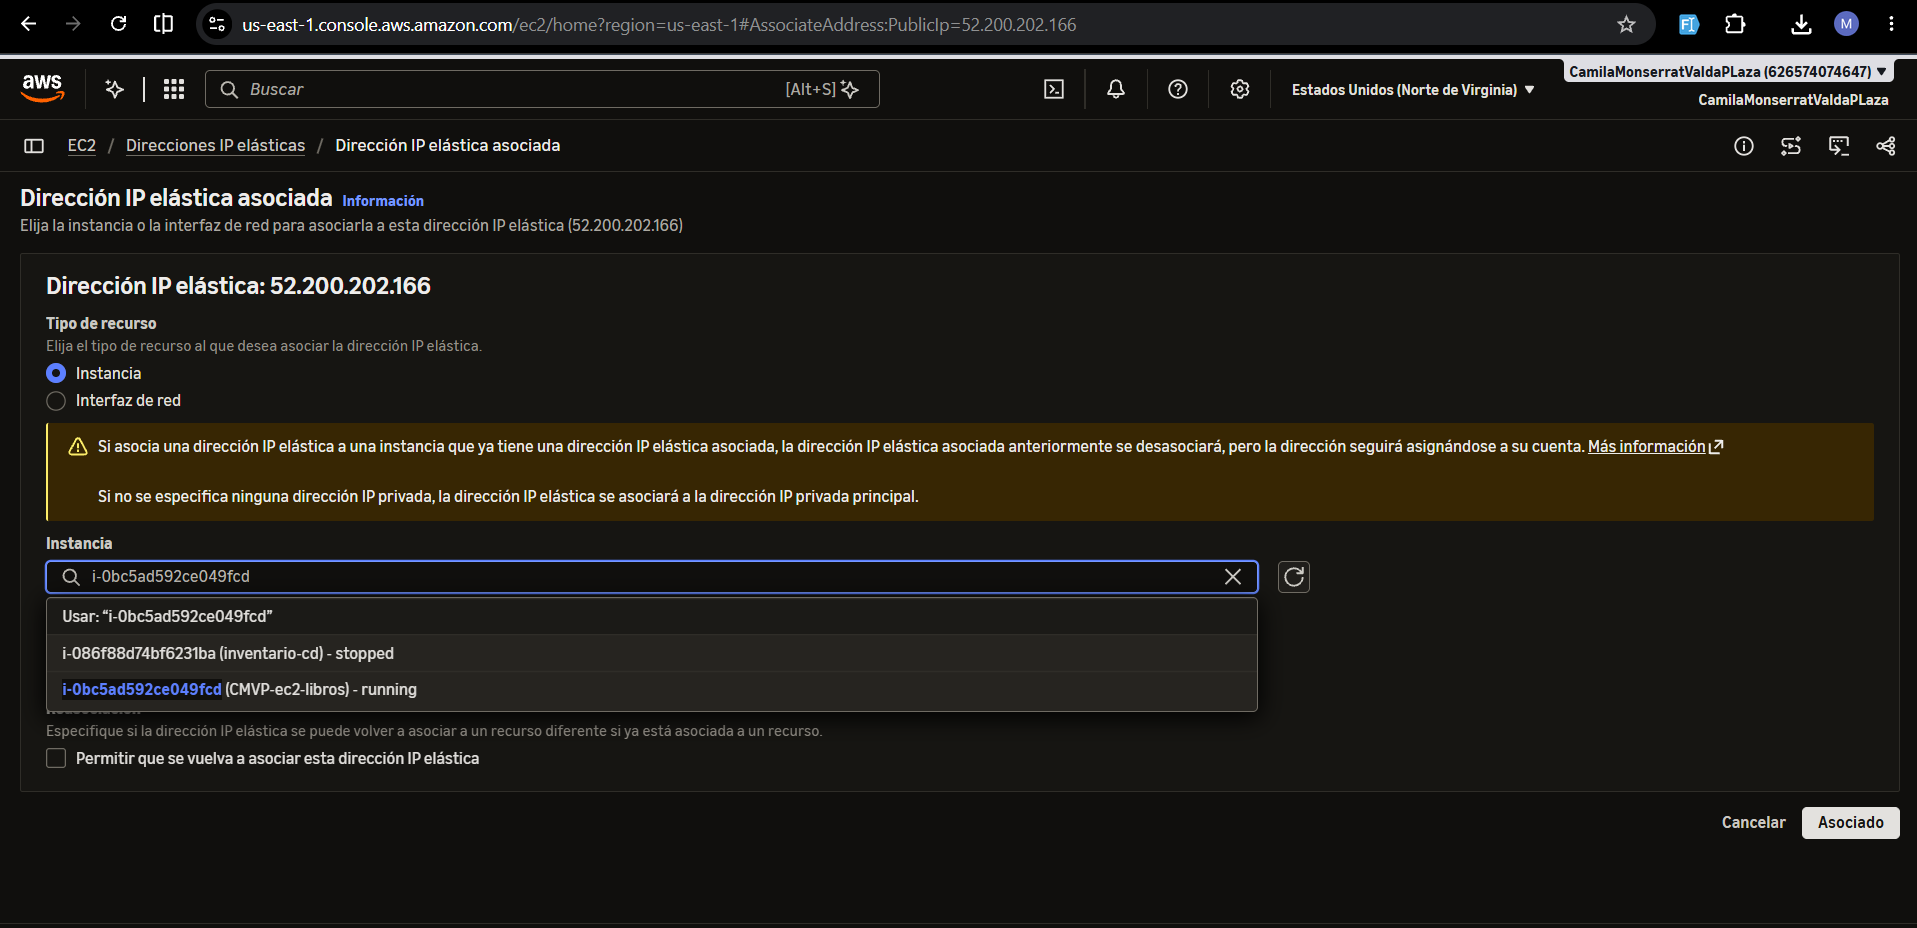 us-east-1.console.aws.amazon.com/ec2/home?region=us-east-1#AssociateAddress:PublicIp=52.200.202.166
M
aws
Buscar
[Alt+S]
Estados Unidos (Norte de Virginia)
CamilaMonserratValdaPLaza (626574074647)
CamilaMonserratValdaPLaza
EC2 / Direcciones IP elásticas / Dirección IP elástica asociada
Dirección IP elástica asociada Información
Elija la instancia o la interfaz de red para asociarla a esta dirección IP elástica (52.200.202.166)
Dirección IP elástica: 52.200.202.166
Tipo de recurso
Elija el tipo de recurso al que desea asociar la dirección IP elástica.
Instancia
Interfaz de red
Si asocia una dirección IP elástica a una instancia que ya tiene una dirección IP elástica asociada, la dirección IP elástica asociada anteriormente se desasociará, pero la dirección seguirá asignándose a su cuenta. Más información
Si no se especifica ninguna dirección IP privada, la dirección IP elástica se asociará a la dirección IP privada principal.
Instancia
i-0bc5ad592ce049fcd
Usar: “i-0bc5ad592ce049fcd”
i-086f88d74bf6231ba (inventario-cd) - stopped
i-0bc5ad592ce049fcd (CMVP-ec2-libros) - running
Especifique si la dirección IP elástica se puede volver a asociar a un recurso diferente si ya está asociada a un recurso.
Permitir que se vuelva a asociar esta dirección IP elástica
Cancelar
Asociado